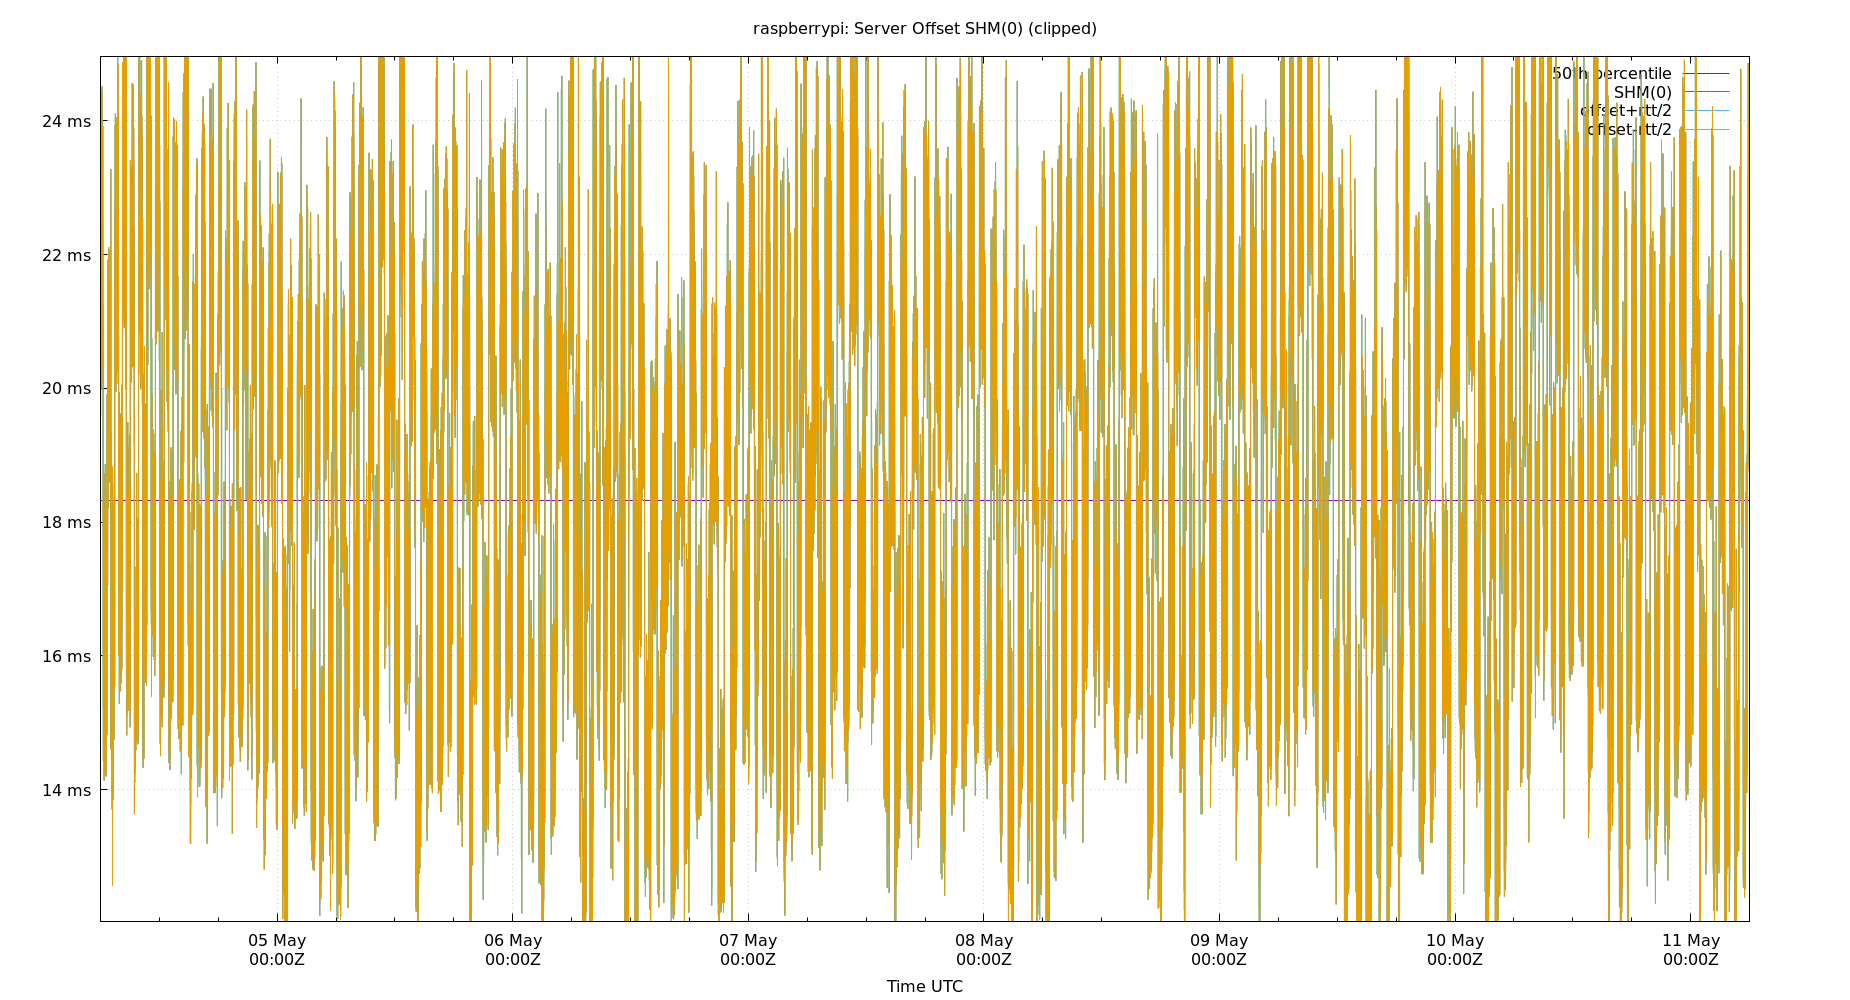 raspberrypi: Server Offset SHM(0) (clipped)
50th percentile
SHM(0)
offset+rtt/2
offset-rtt/2
24 ms
22 ms
20 ms
18 ms
16 ms
14 ms
05 May
00:00Z
06 May
00:00Z
07 May
00:00Z
08 May
00:00Z
09 May
00:00Z
10 May
00:00Z
11 May
00:00Z
Time UTC